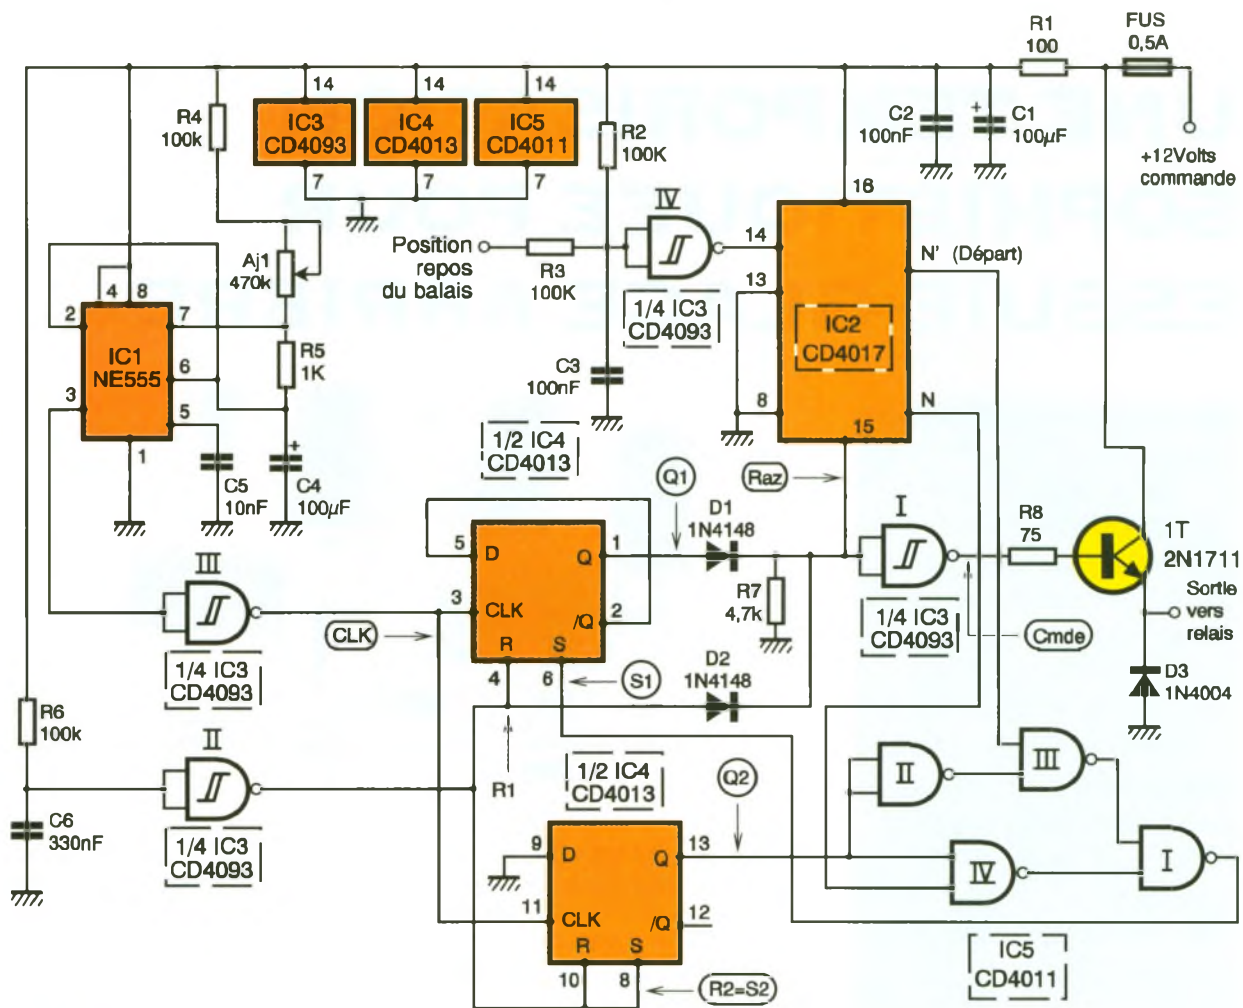 R1
100
FUS
0,5A
+12Volts
commande
C2
100nF
+
C1
100µF
R4
100k
14
14
14
IC3
CD4093
IC4
CD4013
IC5
CD4011
7
7
7
R2
100K
IV
16
Position
repos
du balais
R3
100K
1/4 IC3
CD4093
14
13
8
15
IC2
CD4017
N' (Départ)
N
Aj1
470k
4
8
2
7
IC1
NE555
6
3
5
1
R5
1K
C5
10nF
+
C4
100µF
C3
100nF
1/2 IC4
CD4013
Q1
Raz
D1
1N4148
I
R8
75
1T
2N1711
Sortie
vers
relais
5
D
Q
1
3
CLK
/Q
2
R
S
4
6
III
CLK
1/4 IC3
CD4093
R7
4,7k
1/4 IC3
CD4093
Cmde
D3
1N4004
S1
D2
1N4148
R6
100k
II
C6
330nF
1/4 IC3
CD4093
R1
1/2 IC4
CD4013
Q2
II
III
IV
I
9
D
Q
13
11
CLK
/Q
12
R
S
10
8
R2=S2
IC5
CD4011